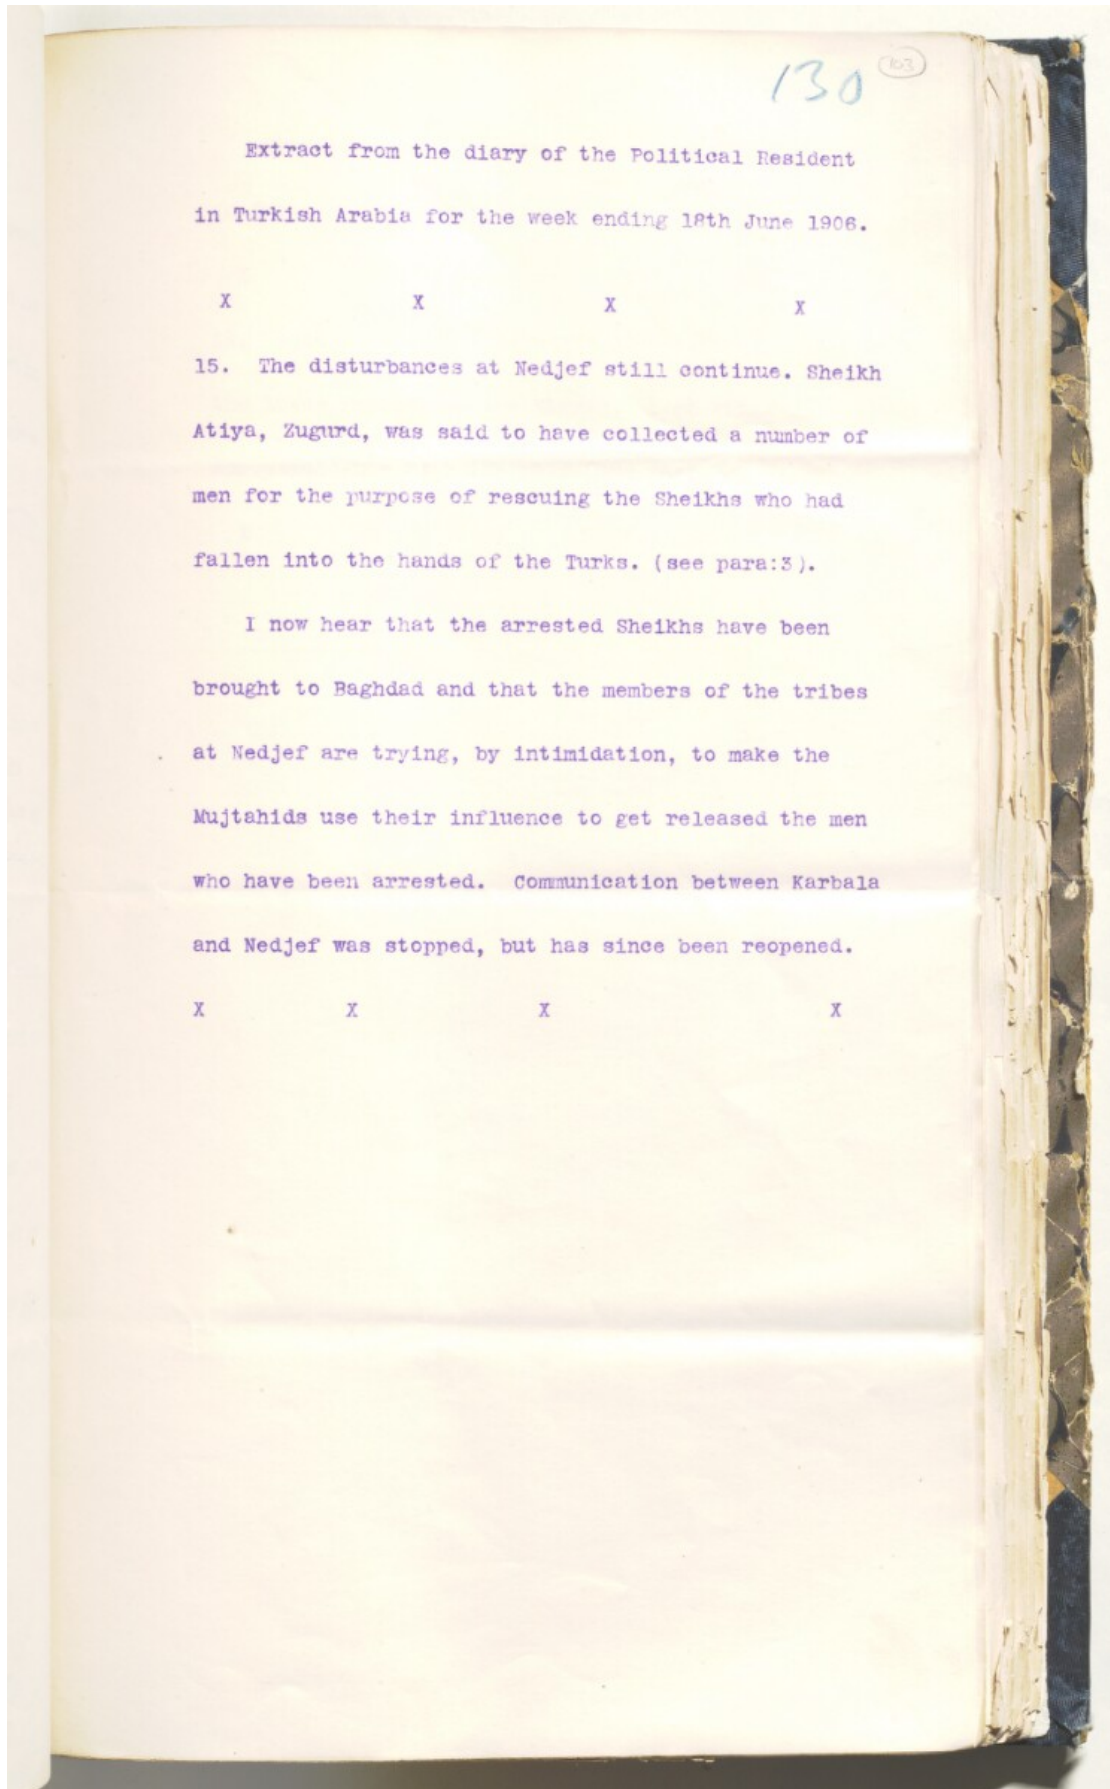 130 103
Extract from the diary of the Political Resident
in Turkish Arabia for the week ending 18th June 1906.
X X X X
15. The disturbances at Nedjef still continue. Sheikh
Atiya, Zugurd, was said to have collected a number of
men for the purpose of rescuing the Sheikhs who had
fallen into the hands of the Turks. (see para:3).
I now hear that the arrested Sheikhs have been
brought to Baghdad and that the members of the tribes
at Nedjef are trying, by intimidation, to make the
Mujtahids use their influence to get released the men
who have been arrested. Communication between Karbala
and Nedjef was stopped, but has since been reopened.
X X X X